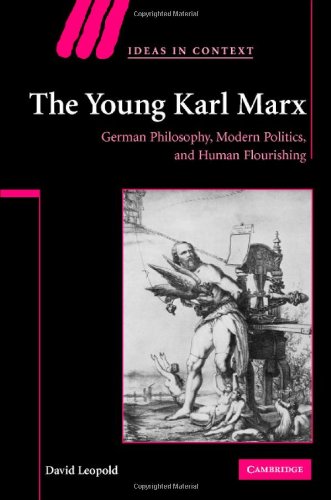 IDEAS IN CONTEXT
The Young Karl Marx
German Philosophy, Modern Politics,
and Human Flourishing
David Leopold
CAMBRIDGE